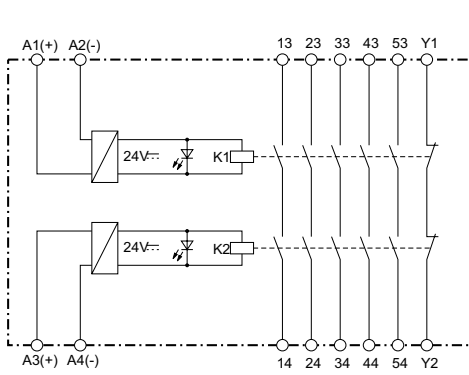 A1(+) A2(-) 13 23 33 43 53 Y1
24V K1
24V K2
A3(+) A4(-) 14 24 34 44 54 Y2